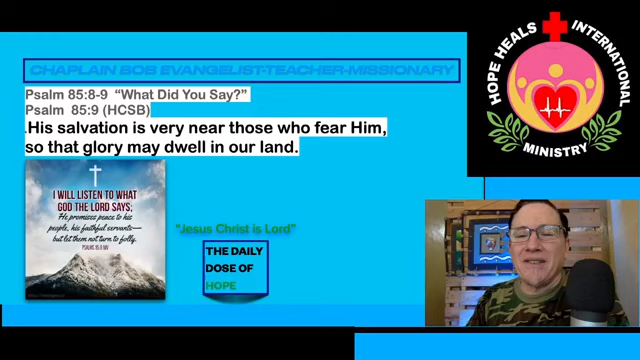 CHAPLAIN BOB EVANGELIST-TEACHER-MISSIONARY
Psalm 85:8-9 “What Did You Say?”
Psalm 85:9 (HCSB)
.His salvation is very near those who fear Him,
so that glory may dwell in our land.
I WILL LISTEN TO WHAT
GOD THE LORD SAYS;
He promises peace to his
people, his faithful servants—
but let them not turn to folly.
PSALM 85:8 NIV
"Jesus Christ is Lord"
THE DAILY
DOSE OF
HOPE
HOPE HEALS INTERNATIONAL
MINISTRY